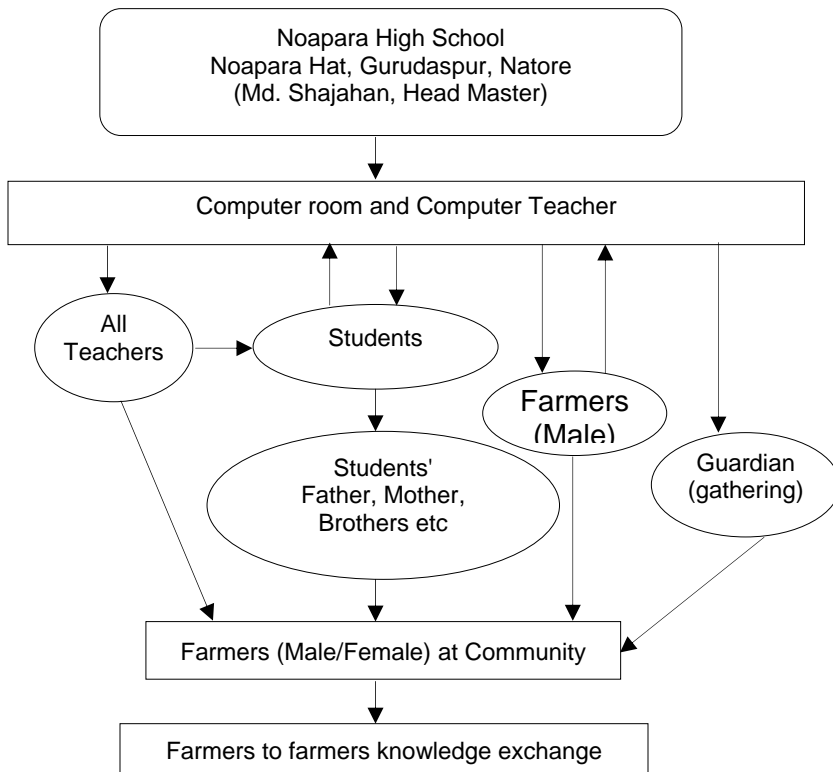 Noapara High School
Noapara Hat, Gurudaspur, Natore
(Md. Shajahan, Head Master)
Computer room and Computer Teacher
All
Teachers
Students
Farmers
(Male)
Guardian
(gathering)
Students'
Father, Mother,
Brothers etc
Farmers (Male/Female) at Community
Farmers to farmers knowledge exchange